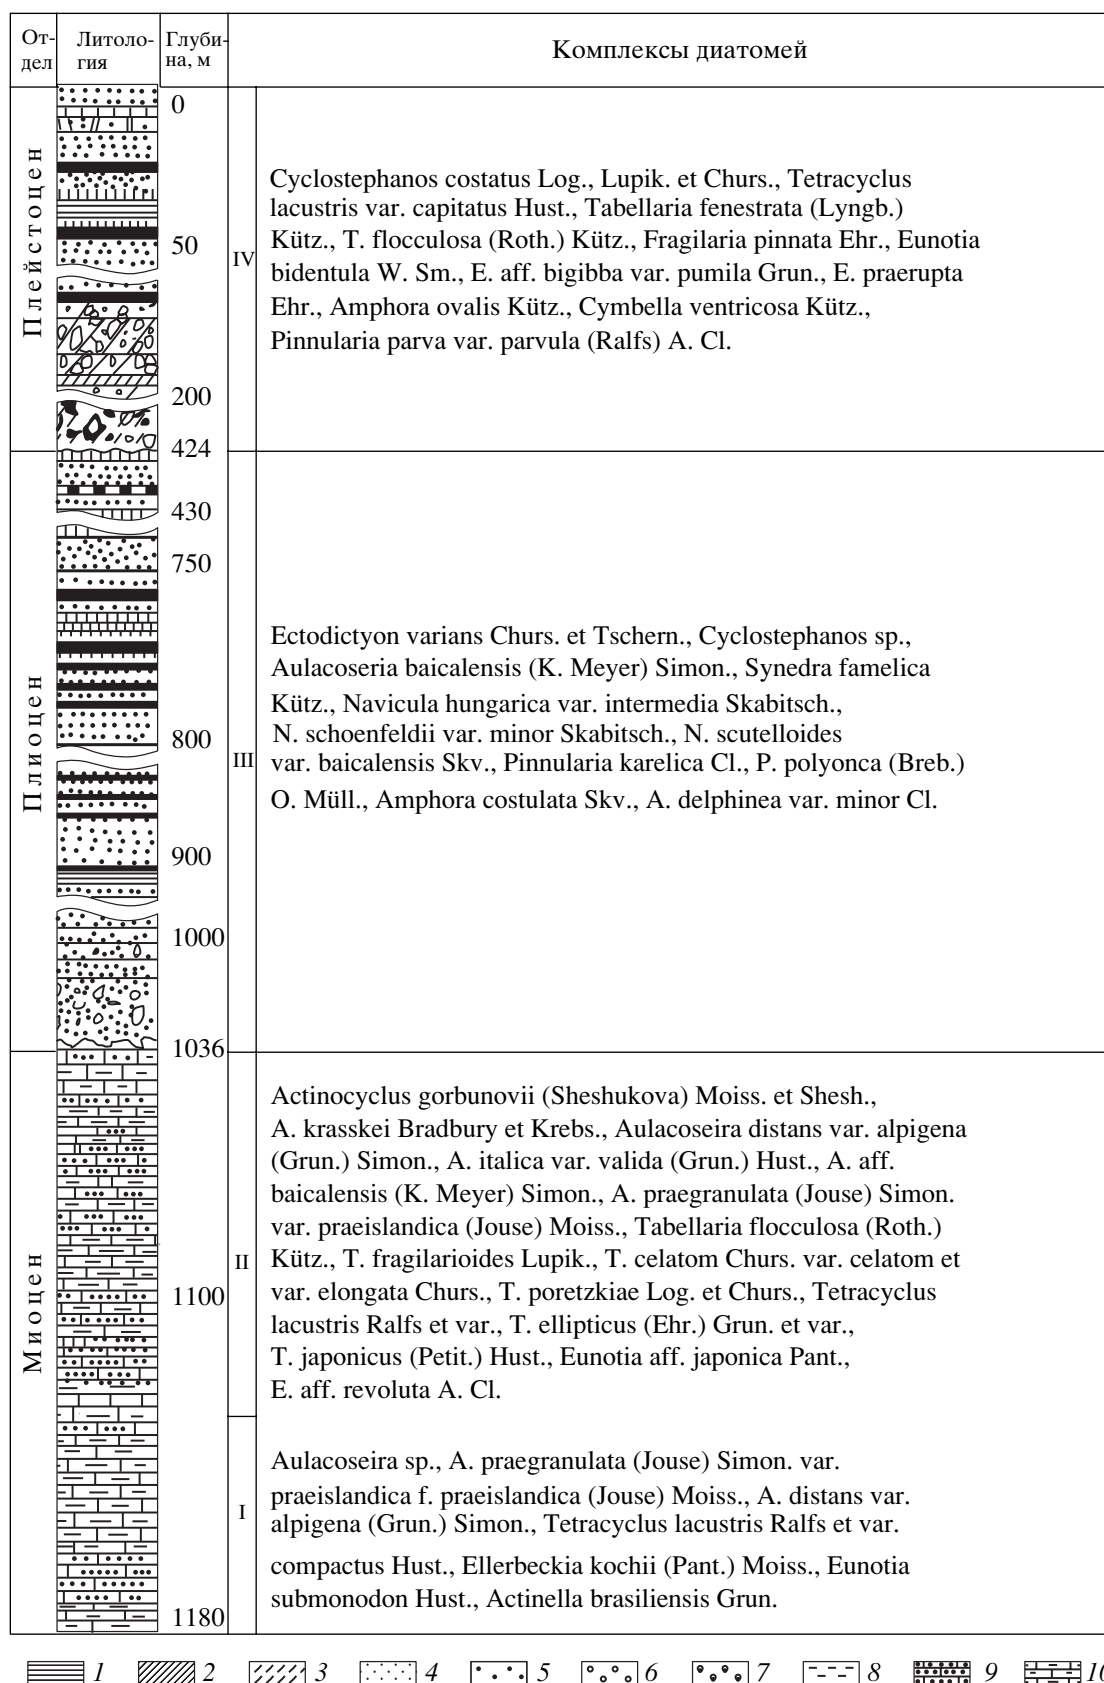 От-
дел
Литоло-
гия
Глуби-
на, м
Комплексы диатомей
Плейстоцен
0
50
200
424
IV
Cyclostephanos costatus Log., Lupik. et Churs., Tetracyclus
lacustris var. capitatus Hust., Tabellaria fenestrata (Lyngb.)
Kütz., T. flocculosa (Roth.) Kütz., Fragilaria pinnata Ehr., Eunotia
bidentula W. Sm., E. aff. bigibba var. pumila Grun., E. praerupta
Ehr., Amphora ovalis Kütz., Cymbella ventricosa Kütz.,
Pinnularia parva var. parvula (Ralfs) A. Cl.
Плиоцен
430
750
800
900
1000
1036
III
Ectodictyon varians Churs. et Tschern., Cyclostephanos sp.,
Aulacoseria baicalensis (K. Meyer) Simon., Synedra famelica
Kütz., Navicula hungarica var. intermedia Skabitsch.,
N. schoenfeldii var. minor Skabitsch., N. scutelloides
var. baicalensis Skv., Pinnularia karelica Cl., P. polyonca (Breb.)
O. Müll., Amphora costulata Skv., A. delphinea var. minor Cl.
Миоцен
1100
1180
II
Actinocyclus gorbunovii (Sheshukova) Moiss. et Shesh.,
A. krasskei Bradbury et Krebs., Aulacoseira distans var. alpigena
(Grun.) Simon., A. italica var. valida (Grun.) Hust., A. aff.
baicalensis (K. Meyer) Simon., A. praegranulata (Jouse) Simon.
var. praeislandica (Jouse) Moiss., Tabellaria flocculosa (Roth.)
Kütz., T. fragilarioides Lupik., T. celatom Churs. var. celatom et
var. elongata Churs., T. poretzkiae Log. et Churs., Tetracyclus
lacustris Ralfs et var., T. ellipticus (Ehr.) Grun. et var.,
T. japonicus (Petit.) Hust., Eunotia aff. japonica Pant.,
E. aff. revoluta A. Cl.
I
Aulacoseira sp., A. praegranulata (Jouse) Simon. var.
praeislandica f. praeislandica (Jouse) Moiss., A. distans var.
alpigena (Grun.) Simon., Tetracyclus lacustris Ralfs et var.
compactus Hust., Ellerbeckia kochii (Pant.) Moiss., Eunotia
submonodon Hust., Actinella brasiliensis Grun.
1 2 3 4 5 6 7 8 9 10